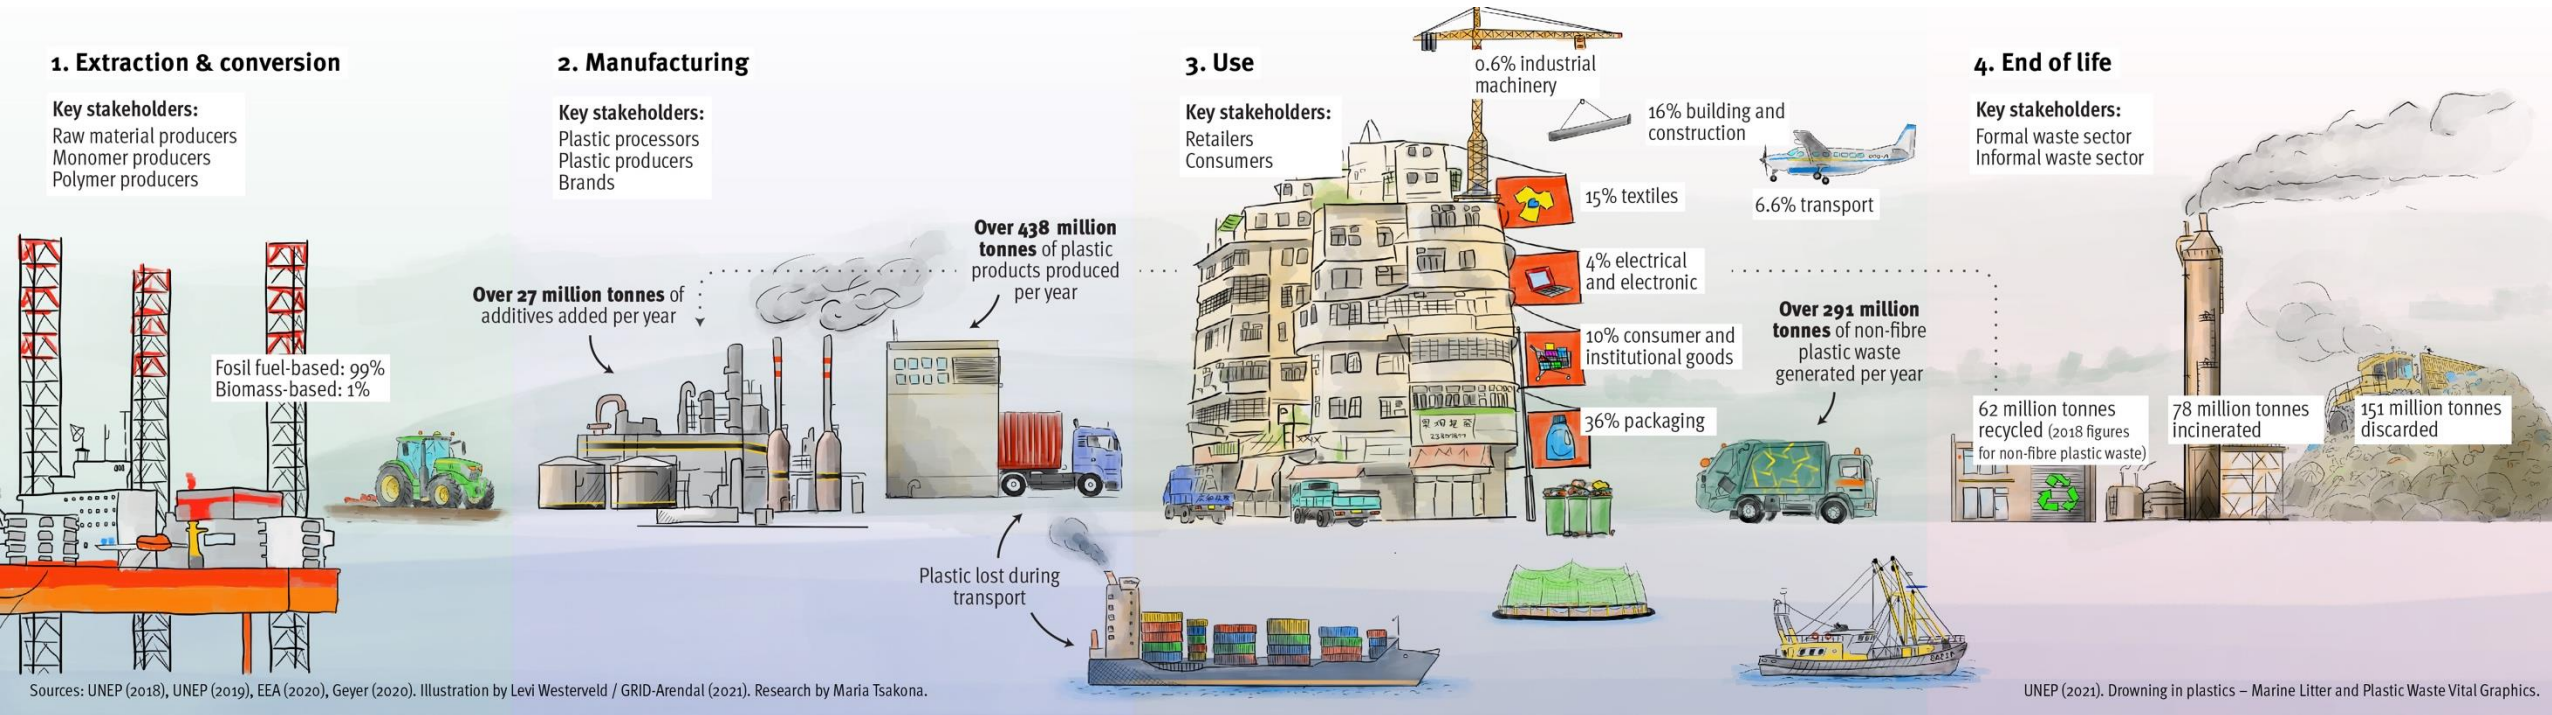 1. Extraction & conversion
Key stakeholders:
Raw material producers
Monomer producers
Polymer producers
Fosil fuel-based: 99%
Biomass-based: 1%
2. Manufacturing
Key stakeholders:
Plastic processors
Plastic producers
Brands
Over 27 million tonnes of
additives added per year
Over 438 million
tonnes of plastic
products produced
per year
Plastic lost during
transport
3. Use
Key stakeholders:
Retailers
Consumers
0.6% industrial
machinery
16% building and
construction
6.6% transport
15% textiles
4% electrical
and electronic
10% consumer and
institutional goods
36% packaging
Over 291 million
tonnes of non-fibre
plastic waste
generated per year
4. End of life
Key stakeholders:
Formal waste sector
Informal waste sector
62 million tonnes
recycled (2018 figures
for non-fibre plastic waste)
78 million tonnes
incinerated
151 million tonnes
discarded
Sources: UNEP (2018), UNEP (2019), EEA (2020), Geyer (2020). Illustration by Levi Westerveld / GRID-Arendal (2021). Research by Maria Tsakona.
UNEP (2021). Drowning in plastics – Marine Litter and Plastic Waste Vital Graphics.